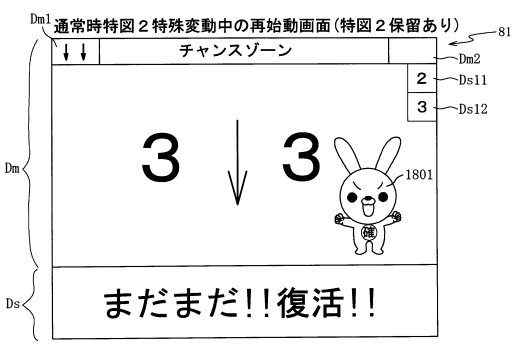 通常時特図2特殊変動中の再始動画面(特図2保留あり)
Dm1
81
↓↓ チャンスゾーン
Dm2
2 Ds11
3 Ds12
3 ↓ 3
Dm
1801
確
Ds
まだまだ!!復活!!